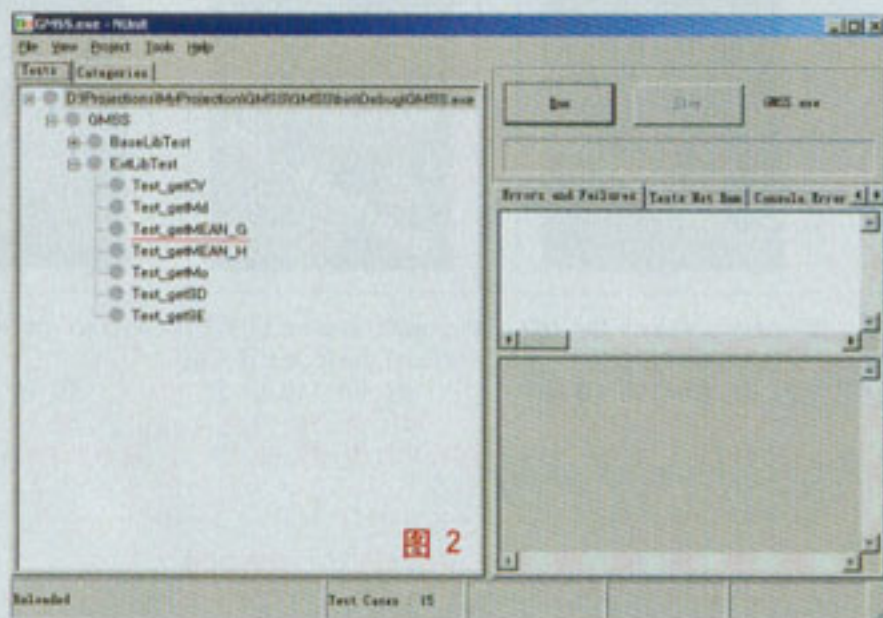 GMSS.exe - NUnit
File View Project Tools Help
Tests Categories
D:\Projections\MyProjection\GMSS\GMSS\bin\Debug\GMSS.exe
GMSS
BaseLibTest
ExtLibTest
Test_getCV
Test_getMd
Test_getMEAN_G
Test_getMEAN_H
Test_getMo
Test_getSD
Test_getSE
Run
Stop
GMSS.exe
Errors and Failures Tests Not Run Console Error
图 2
Reloaded
Test Cases : 15